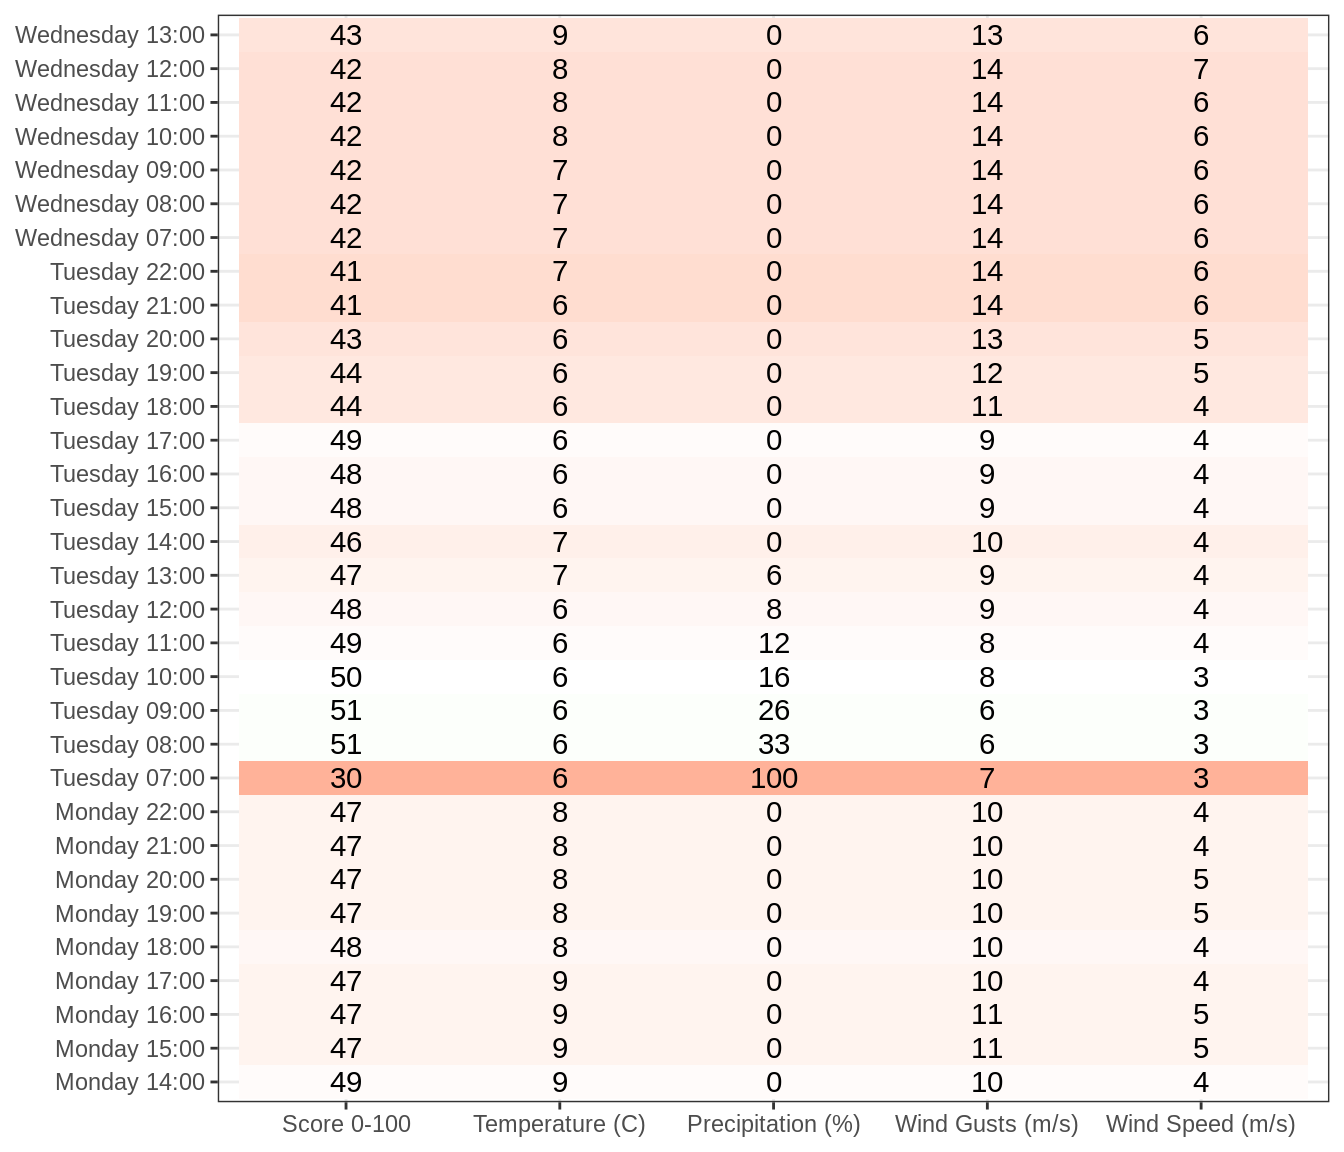 Wednesday 13:00 43 9 0 13 6
Wednesday 12:00 42 8 0 14 7
Wednesday 11:00 42 8 0 14 6
Wednesday 10:00 42 8 0 14 6
Wednesday 09:00 42 7 0 14 6
Wednesday 08:00 42 7 0 14 6
Wednesday 07:00 42 7 0 14 6
Tuesday 22:00 41 7 0 14 6
Tuesday 21:00 41 6 0 14 6
Tuesday 20:00 43 6 0 13 5
Tuesday 19:00 44 6 0 12 5
Tuesday 18:00 44 6 0 11 4
Tuesday 17:00 49 6 0 9 4
Tuesday 16:00 48 6 0 9 4
Tuesday 15:00 48 6 0 9 4
Tuesday 14:00 46 7 0 10 4
Tuesday 13:00 47 7 6 9 4
Tuesday 12:00 48 6 8 9 4
Tuesday 11:00 49 6 12 8 4
Tuesday 10:00 50 6 16 8 3
Tuesday 09:00 51 6 26 6 3
Tuesday 08:00 51 6 33 6 3
Tuesday 07:00 30 6 100 7 3
Monday 22:00 47 8 0 10 4
Monday 21:00 47 8 0 10 4
Monday 20:00 47 8 0 10 5
Monday 19:00 47 8 0 10 5
Monday 18:00 48 8 0 10 4
Monday 17:00 47 9 0 10 4
Monday 16:00 47 9 0 11 5
Monday 15:00 47 9 0 11 5
Monday 14:00 49 9 0 10 4
Score 0-100 Temperature (C) Precipitation (%) Wind Gusts (m/s) Wind Speed (m/s)